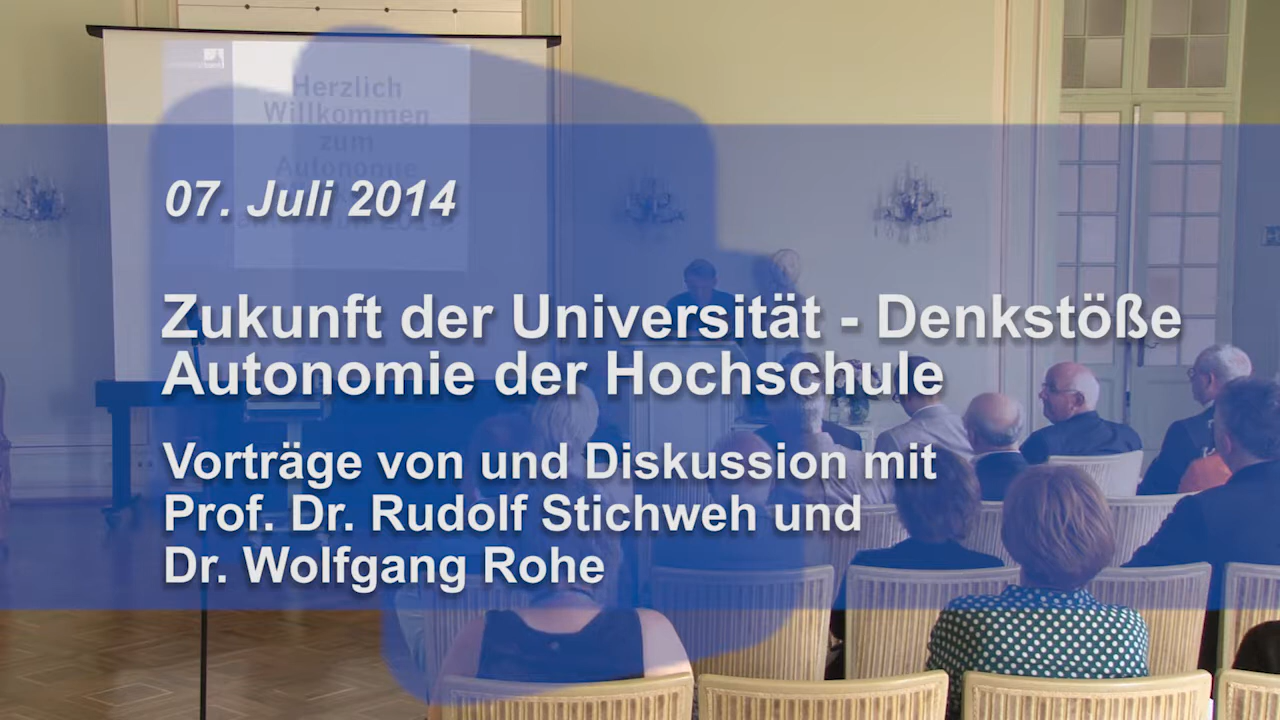 Herzlich
Willkommen
zum
Autonomie
07. Juli 2014
Zukunft der Universität - Denkstöße
Autonomie der Hochschule
Vorträge von und Diskussion mit
Prof. Dr. Rudolf Stichweh und
Dr. Wolfgang Rohe